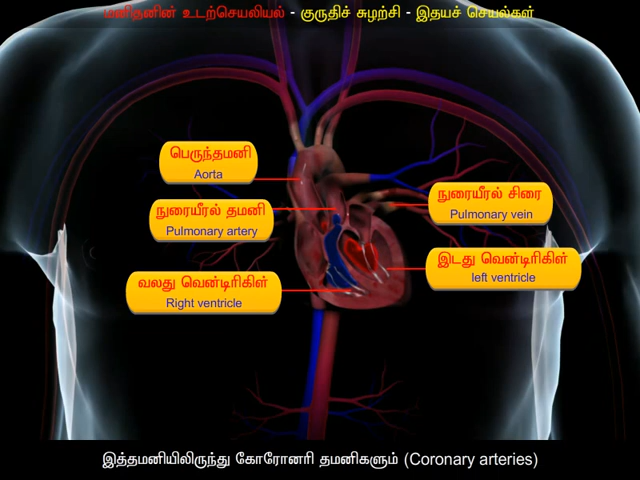 மனிதனின் உடற்செயலியல் - குருதிச் சுழற்சி - இதயச் செயல்கள்
பெருந்தமனி
Aorta
நுரையீரல் தமனி
Pulmonary artery
வலது வென்டிரிகிள்
Right ventricle
நுரையீரல் சிரை
Pulmonary vein
இடது வென்டிரிகிள்
left ventricle
இத்தமனியிலிருந்து கோரோனரி தமனிகளும் (Coronary arteries)